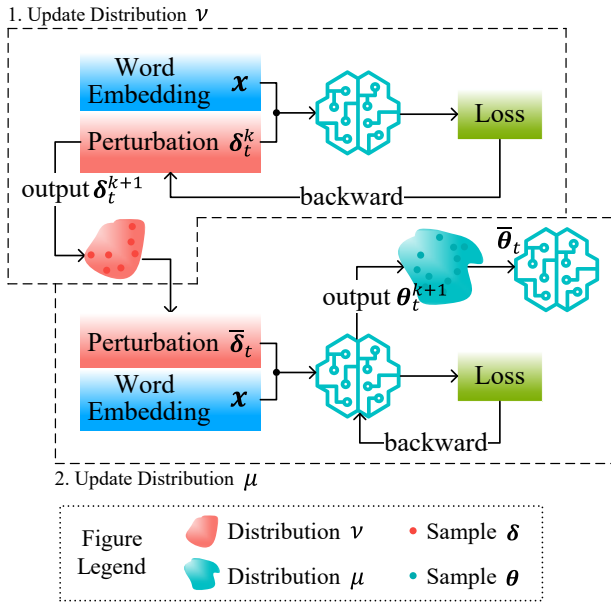 1. Update Distribution ν
Word
Embedding x
Perturbation δ_t^k
Loss
output δ_t^{k+1}
backward
θ̅_t
output θ_t^{k+1}
Perturbation δ̅_t
Word
Embedding x
Loss
backward
2. Update Distribution μ
Figure
Legend
Distribution ν
Sample δ
Distribution μ
Sample θ